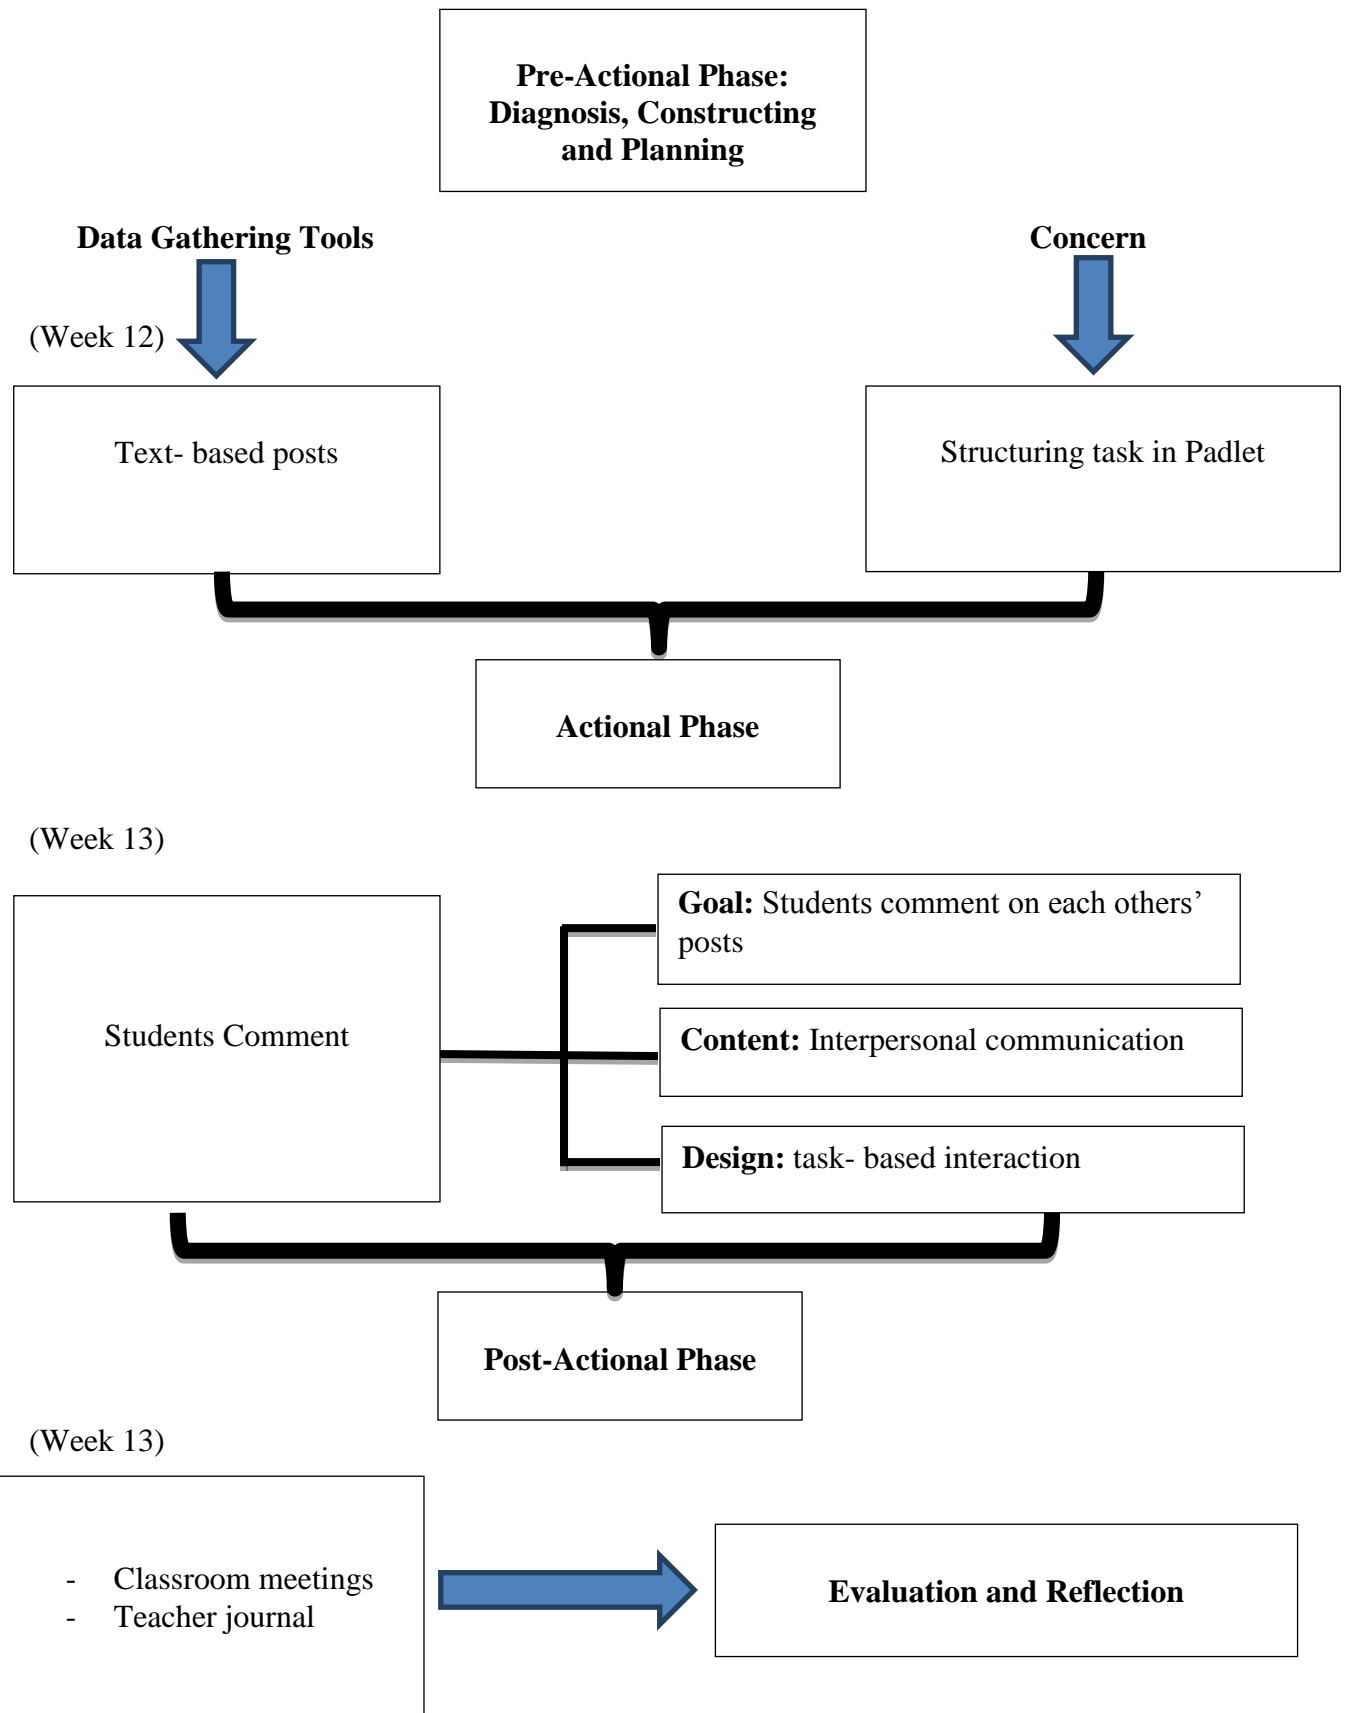 Pre-Actional Phase:
Diagnosis, Constructing
and Planning
Data Gathering Tools
Concern
(Week 12)
Text- based posts
Structuring task in Padlet
Actional Phase
(Week 13)
Students Comment
Goal: Students comment on each others’
posts
Content: Interpersonal communication
Design: task- based interaction
Post-Actional Phase
(Week 13)
- Classroom meetings
- Teacher journal
Evaluation and Reflection